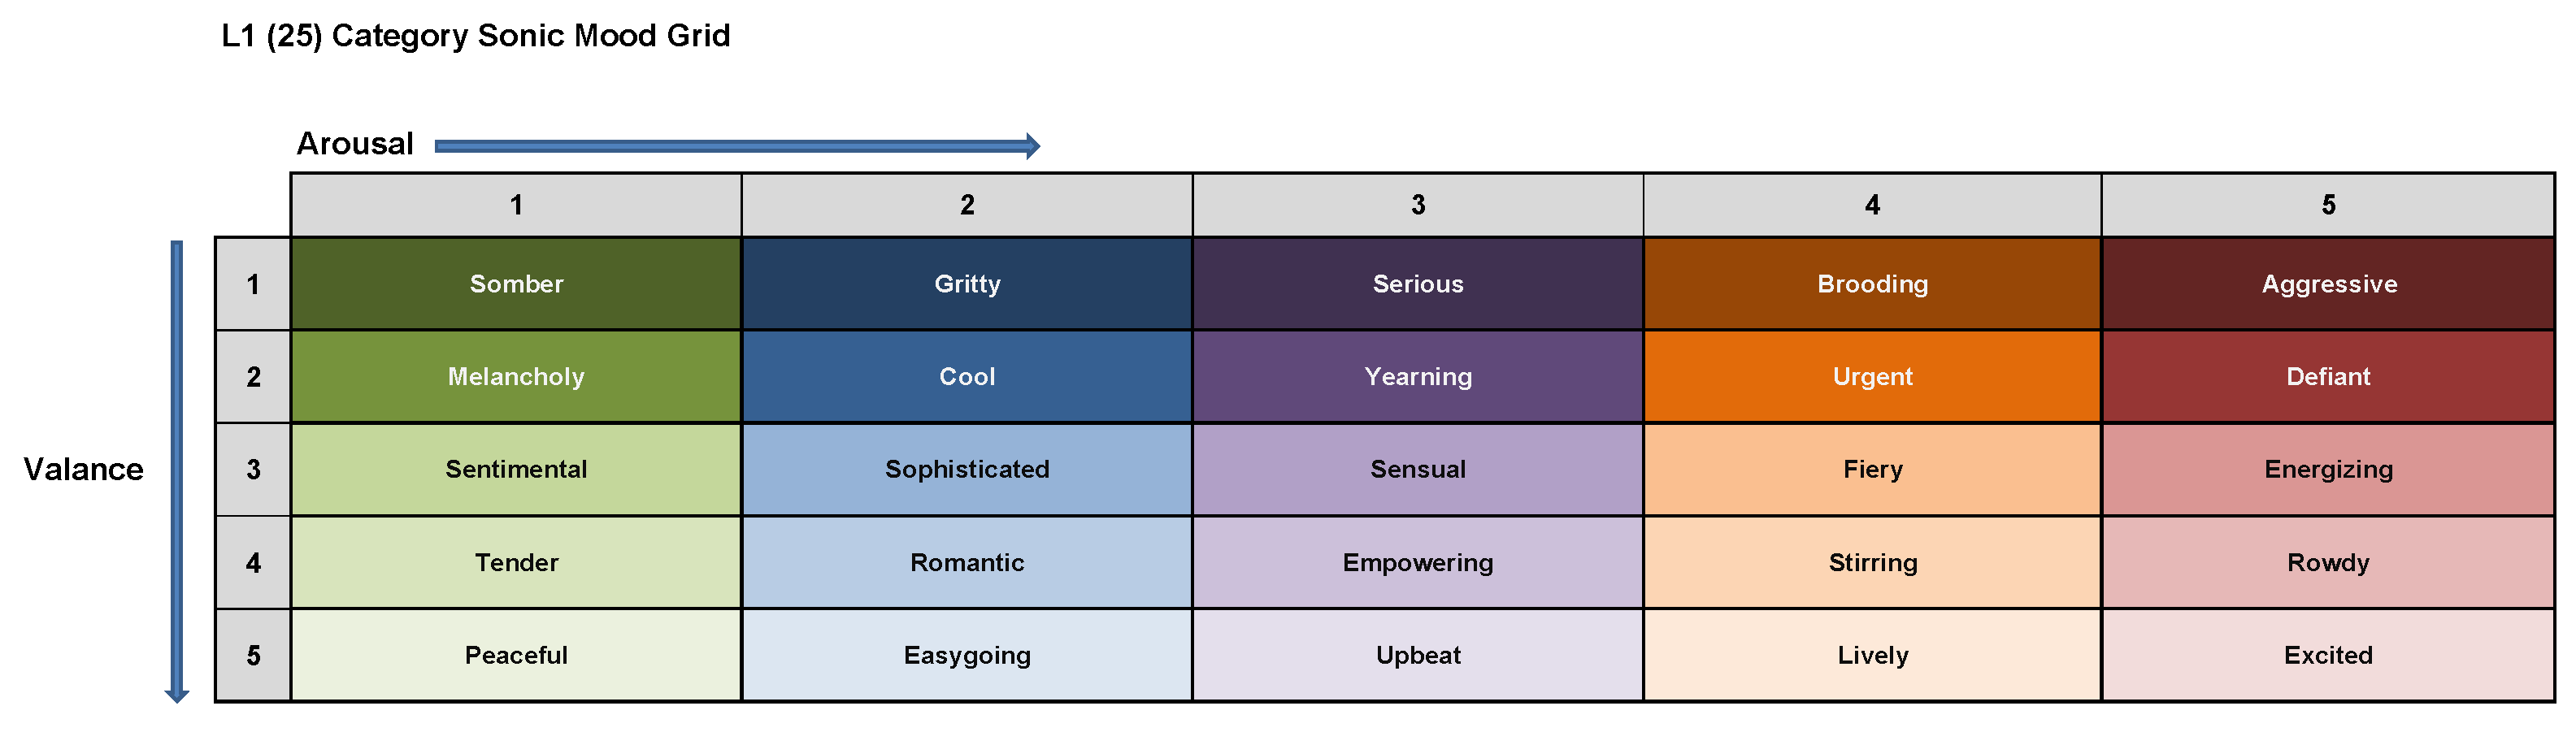 L1 (25) Category Sonic Mood Grid
Arousal
1 2 3 4 5
1 Somber Gritty Serious Brooding Aggressive
2 Melancholy Cool Yearning Urgent Defiant
Valance
3 Sentimental Sophisticated Sensual Fiery Energizing
4 Tender Romantic Empowering Stirring Rowdy
5 Peaceful Easygoing Upbeat Lively Excited